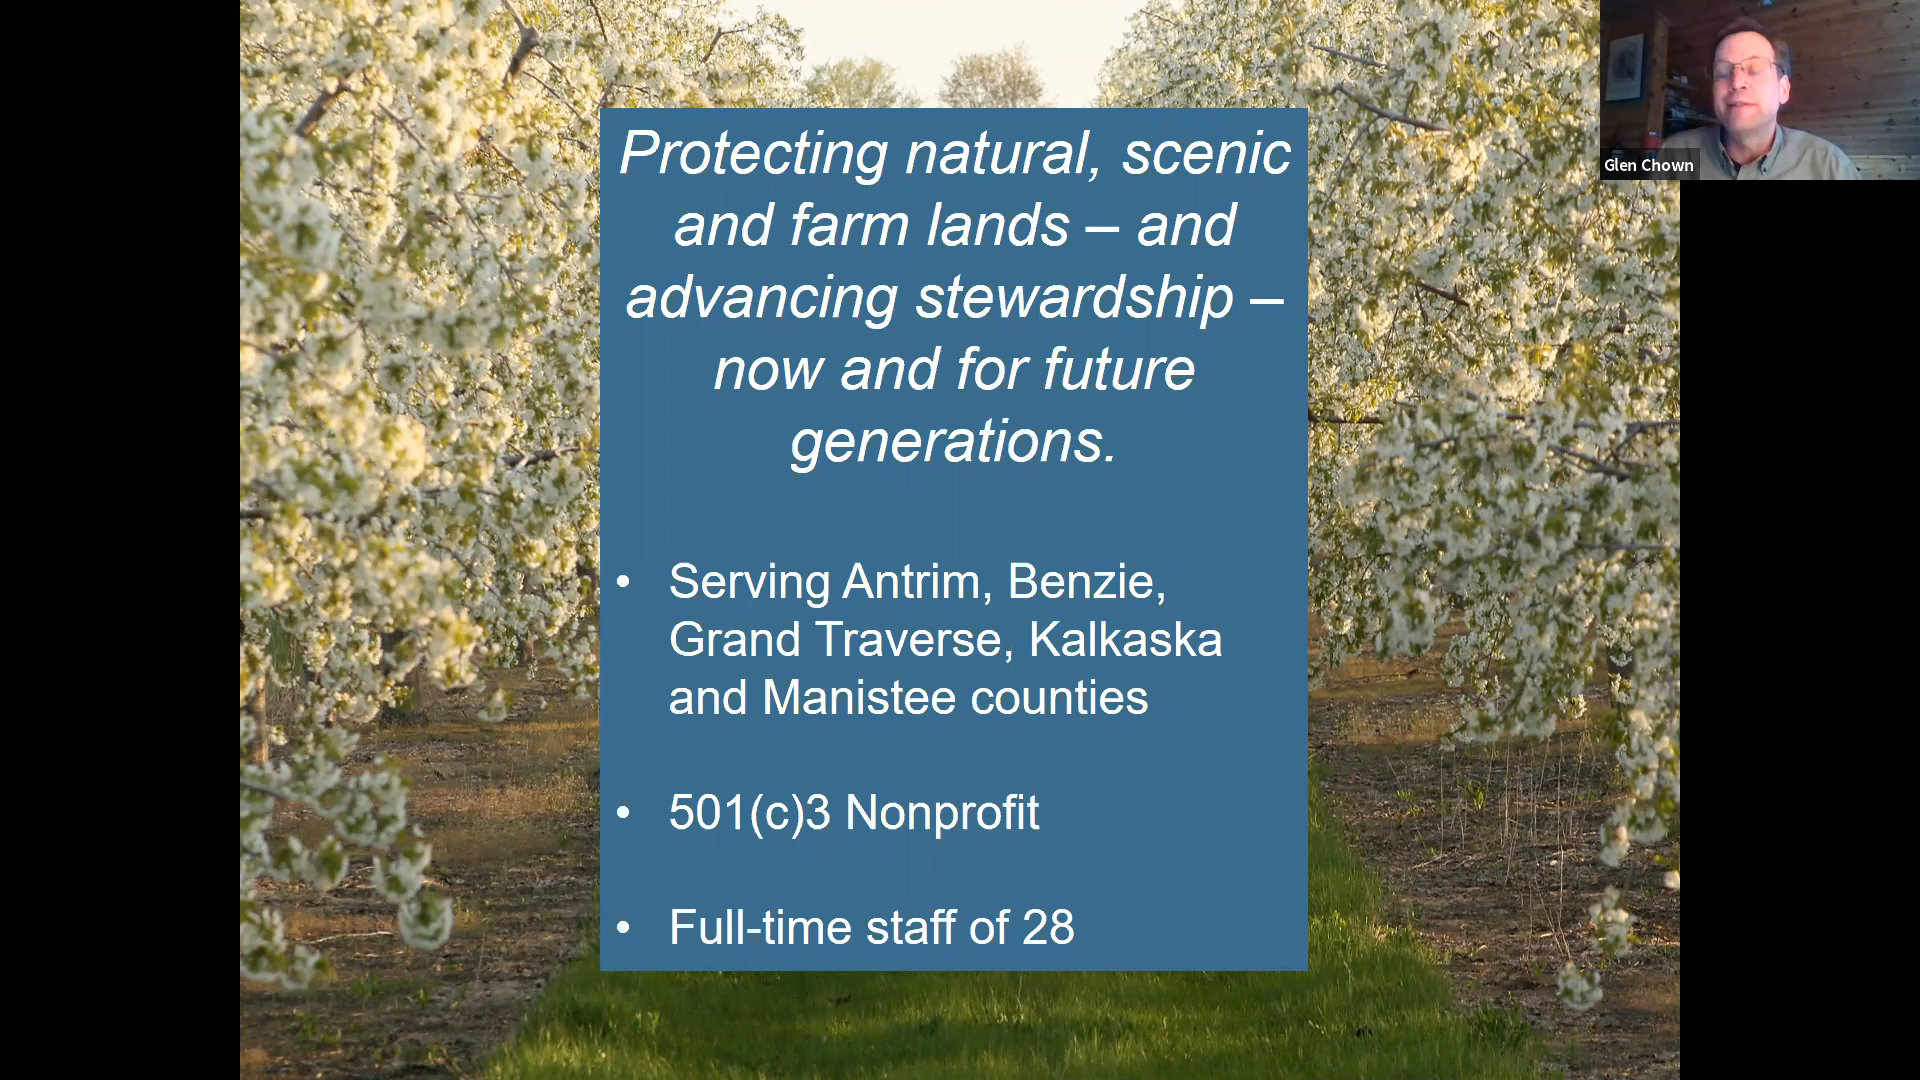 Protecting natural, scenic
and farm lands – and
advancing stewardship –
now and for future
generations.
• Serving Antrim, Benzie,
Grand Traverse, Kalkaska
and Manistee counties
• 501(c)3 Nonprofit
• Full-time staff of 28
Glen Chown